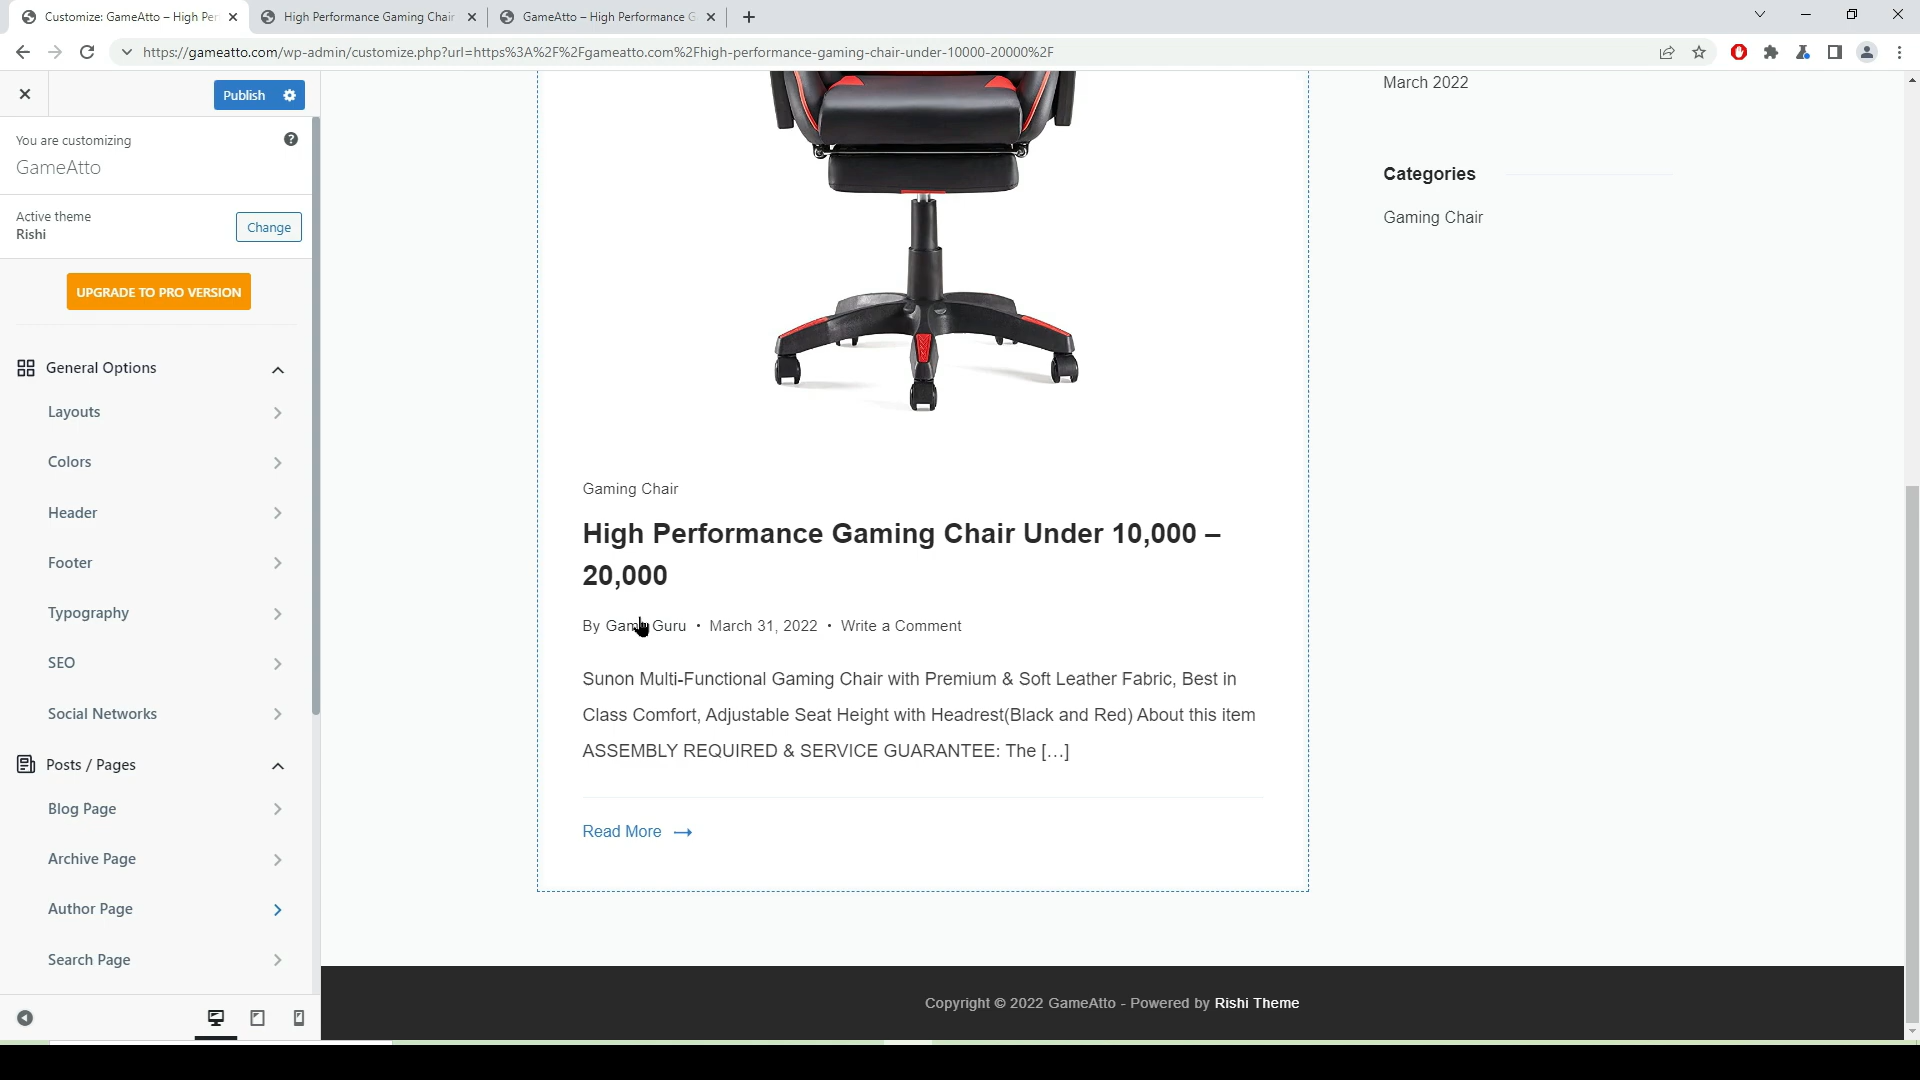 Customize: GameAtto – High Per
High Performance Gaming Chair
GameAtto – High Performance G
https://gameatto.com/wp-admin/customize.php?url=https%3A%2F%2Fgameatto.com%2Fhigh-performance-gaming-chair-under-10000-20000%2F
Publish
You are customizing
GameAtto
Active theme
Rishi
Change
UPGRADE TO PRO VERSION
General Options
Layouts
Colors
Header
Footer
Typography
SEO
Social Networks
Posts / Pages
Blog Page
Archive Page
Author Page
Search Page
Gaming Chair
High Performance Gaming Chair Under 10,000 –
20,000
By Game Guru • March 31, 2022 • Write a Comment
Sunon Multi-Functional Gaming Chair with Premium & Soft Leather Fabric, Best in
Class Comfort, Adjustable Seat Height with Headrest(Black and Red) About this item
ASSEMBLY REQUIRED & SERVICE GUARANTEE: The […]
Read More →
March 2022
Categories
Gaming Chair
Copyright © 2022 GameAtto - Powered by Rishi Theme